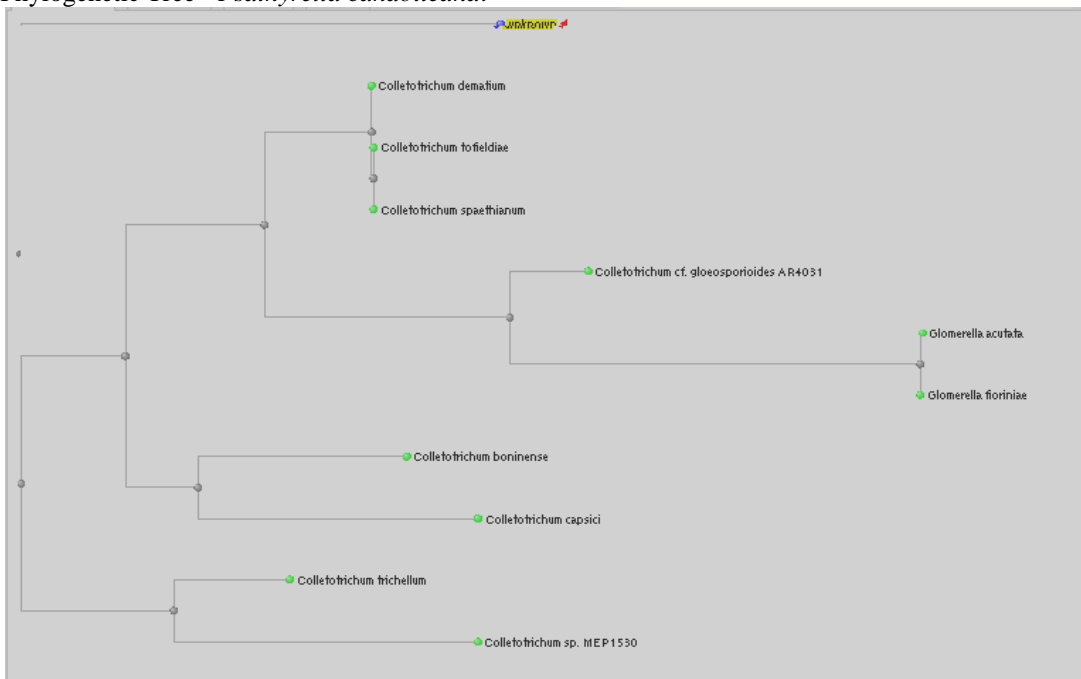 Phylogenetic Tree - Psathyrella candolleana.
unknown
Colletotrichum dematium
Colletotrichum tofieldiae
Colletotrichum spaethianum
Colletotrichum cf. gloeosporioides AR4031
Glomerella acutata
Glomerella fioriniae
Colletotrichum boninense
Colletotrichum capsici
Colletotrichum trichellum
Colletotrichum sp. MEP1530